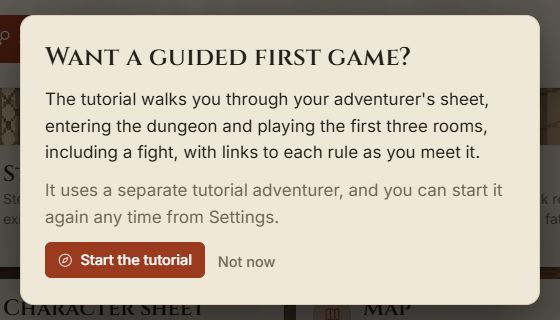 Want a guided first game?
The tutorial walks you through your adventurer's sheet,
entering the dungeon and playing the first three rooms,
including a fight, with links to each rule as you meet it.
It uses a separate tutorial adventurer, and you can start it
again any time from Settings.
Start the tutorial
Not now
Character sheet
Map